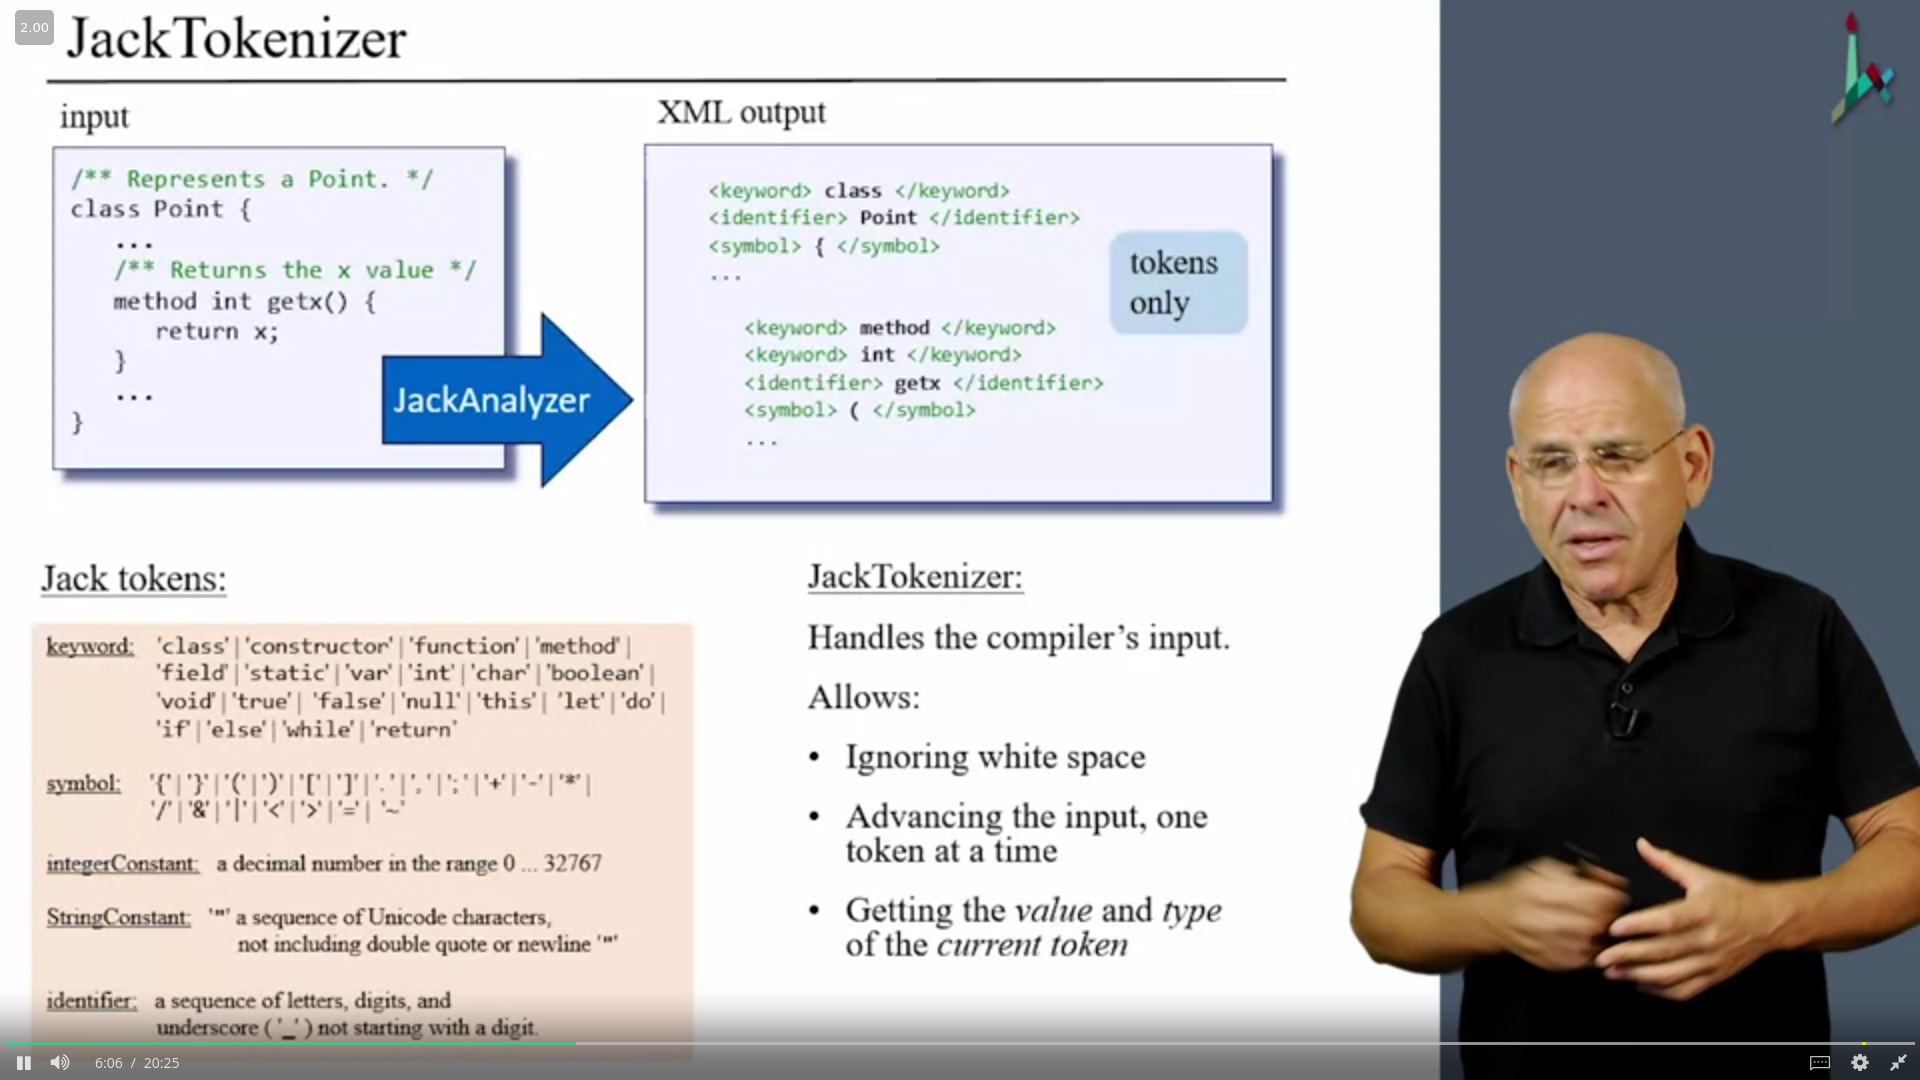 2.00
JackTokenizer
input
/** Represents a Point. */
class Point {
...
/** Returns the x value */
method int getx() {
return x;
}
...
}
JackAnalyzer
XML output
<keyword> class </keyword>
<identifier> Point </identifier>
<symbol> { </symbol>
...
<keyword> method </keyword>
<keyword> int </keyword>
<identifier> getx </identifier>
<symbol> ( </symbol>
...
tokens
only
Jack tokens:
keyword: 'class'|'constructor'|'function'|'method'|
'field'|'static'|'var'|'int'|'char'|'boolean'|
'void'|'true'| 'false'|'null'|'this'| 'let'|'do'|
'if'|'else'|'while'|'return'
symbol: '{'|'}'|'('|')'|'['|']'|'.'|','|';'|'+'|'-'|'*'|
'/'|'&'|'|'|'<'|'>'|'='| '~'
integerConstant: a decimal number in the range 0 ... 32767
StringConstant: '"' a sequence of Unicode characters,
not including double quote or newline '"'
identifier: a sequence of letters, digits, and
underscore ( '_' ) not starting with a digit.
JackTokenizer:
Handles the compiler's input.
Allows:
• Ignoring white space
• Advancing the input, one
token at a time
• Getting the value and type
of the current token
6:06 / 20:25